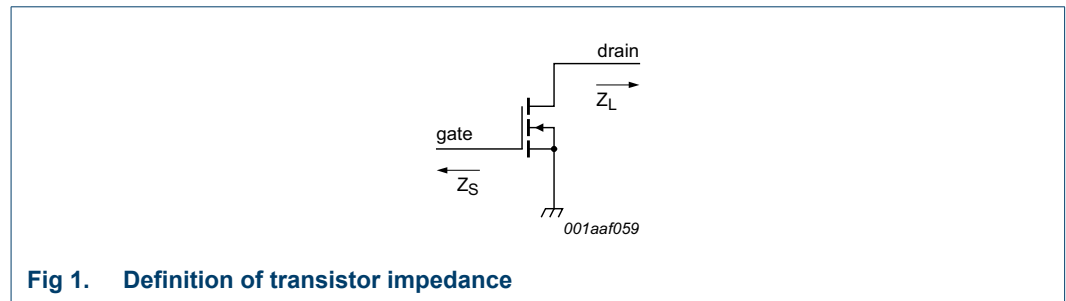 drain
Z_L
gate
Z_S
001aaf059
Fig 1. Definition of transistor impedance